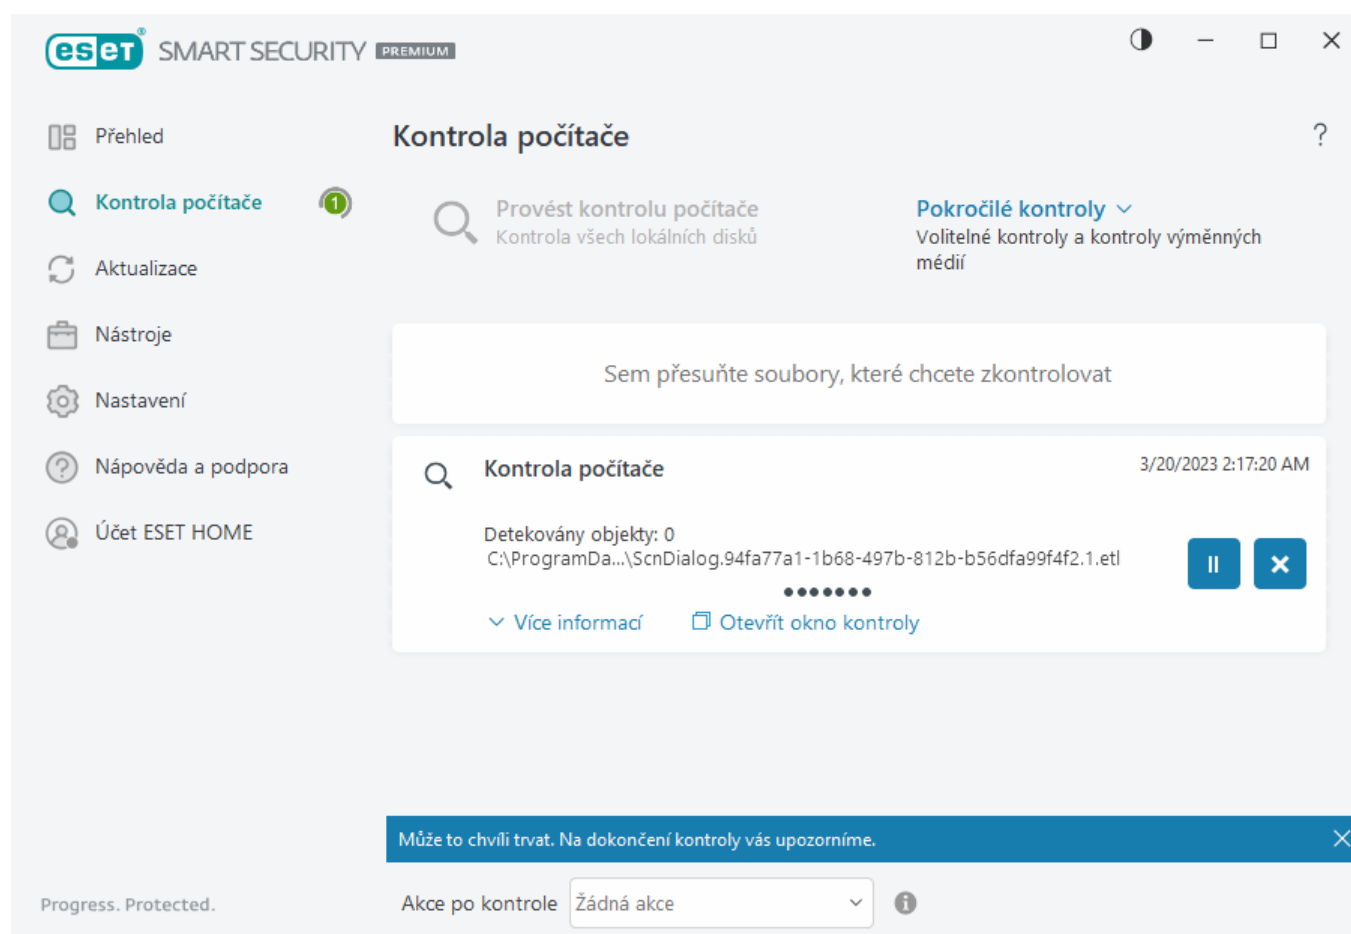 eset® SMART SECURITY PREMIUM
Přehled
Kontrola počítače
1
Aktualizace
Nástroje
Nastavení
Nápověda a podpora
Účet ESET HOME
Progress. Protected.
Kontrola počítače
?
Provést kontrolu počítače
Kontrola všech lokálních disků
Pokročilé kontroly
Volitelné kontroly a kontroly výměnných
médií
Sem přesuňte soubory, které chcete zkontrolovat
Kontrola počítače
3/20/2023 2:17:20 AM
Detekovány objekty: 0
C:\ProgramDa...\ScnDialog.94fa77a1-1b68-497b-812b-b56dfa99f4f2.1.etl
Více informací
Otevřít okno kontroly
Může to chvíli trvat. Na dokončení kontroly vás upozorníme.
Akce po kontrole
Žádná akce